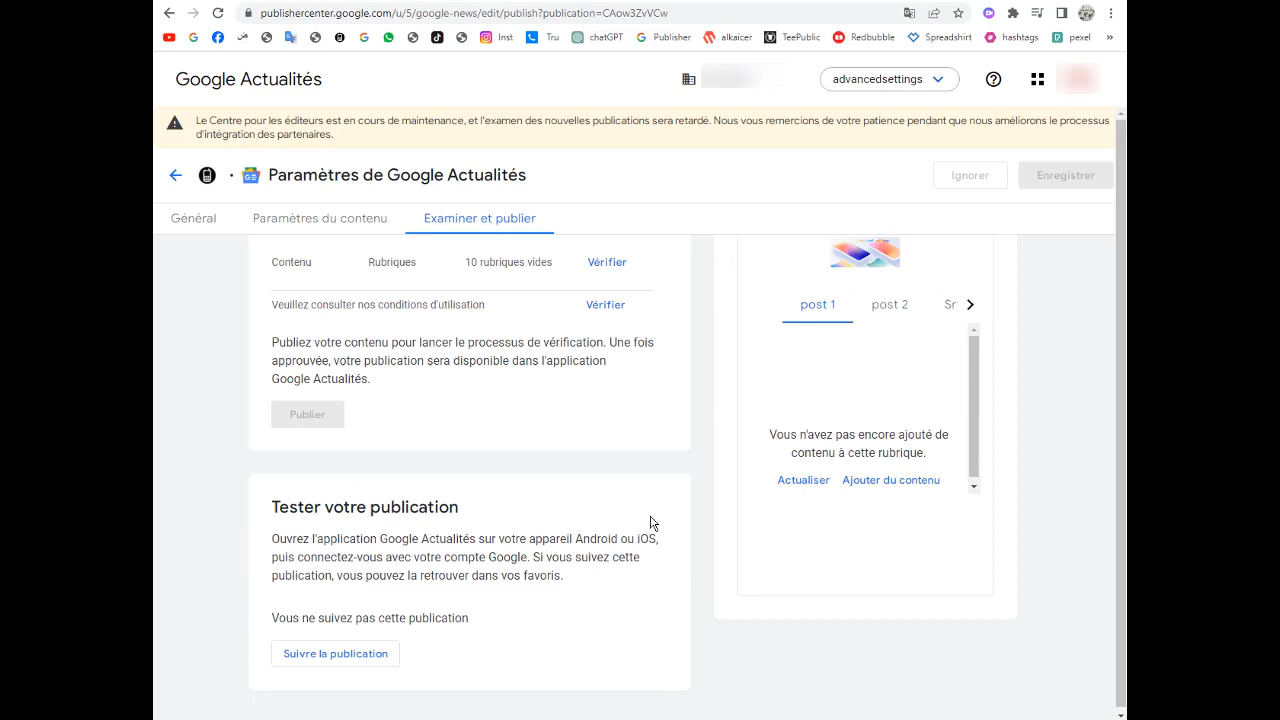 publishercenter.google.com/u/5/google-news/edit/publish?publication=CAow3ZvVCw
Inst
Tru
chatGPT
Publisher
alkaicer
TeePublic
Redbubble
Spreadshirt
hashtags
pexel
»
Google Actualités
advancedsettings
Le Centre pour les éditeurs est en cours de maintenance, et l'examen des nouvelles publications sera retardé. Nous vous remercions de votre patience pendant que nous améliorons le processus
d'intégration des partenaires.
Paramètres de Google Actualités
Ignorer
Enregistrer
Général
Paramètres du contenu
Examiner et publier
Contenu Rubriques 10 rubriques vides Vérifier
Veuillez consulter nos conditions d'utilisation Vérifier
Publiez votre contenu pour lancer le processus de vérification. Une fois
approuvée, votre publication sera disponible dans l'application
Google Actualités.
Publier
post 1 post 2 Sr
Vous n'avez pas encore ajouté de
contenu à cette rubrique.
Actualiser Ajouter du contenu
Tester votre publication
Ouvrez l'application Google Actualités sur votre appareil Android ou iOS,
puis connectez-vous avec votre compte Google. Si vous suivez cette
publication, vous pouvez la retrouver dans vos favoris.
Vous ne suivez pas cette publication
Suivre la publication